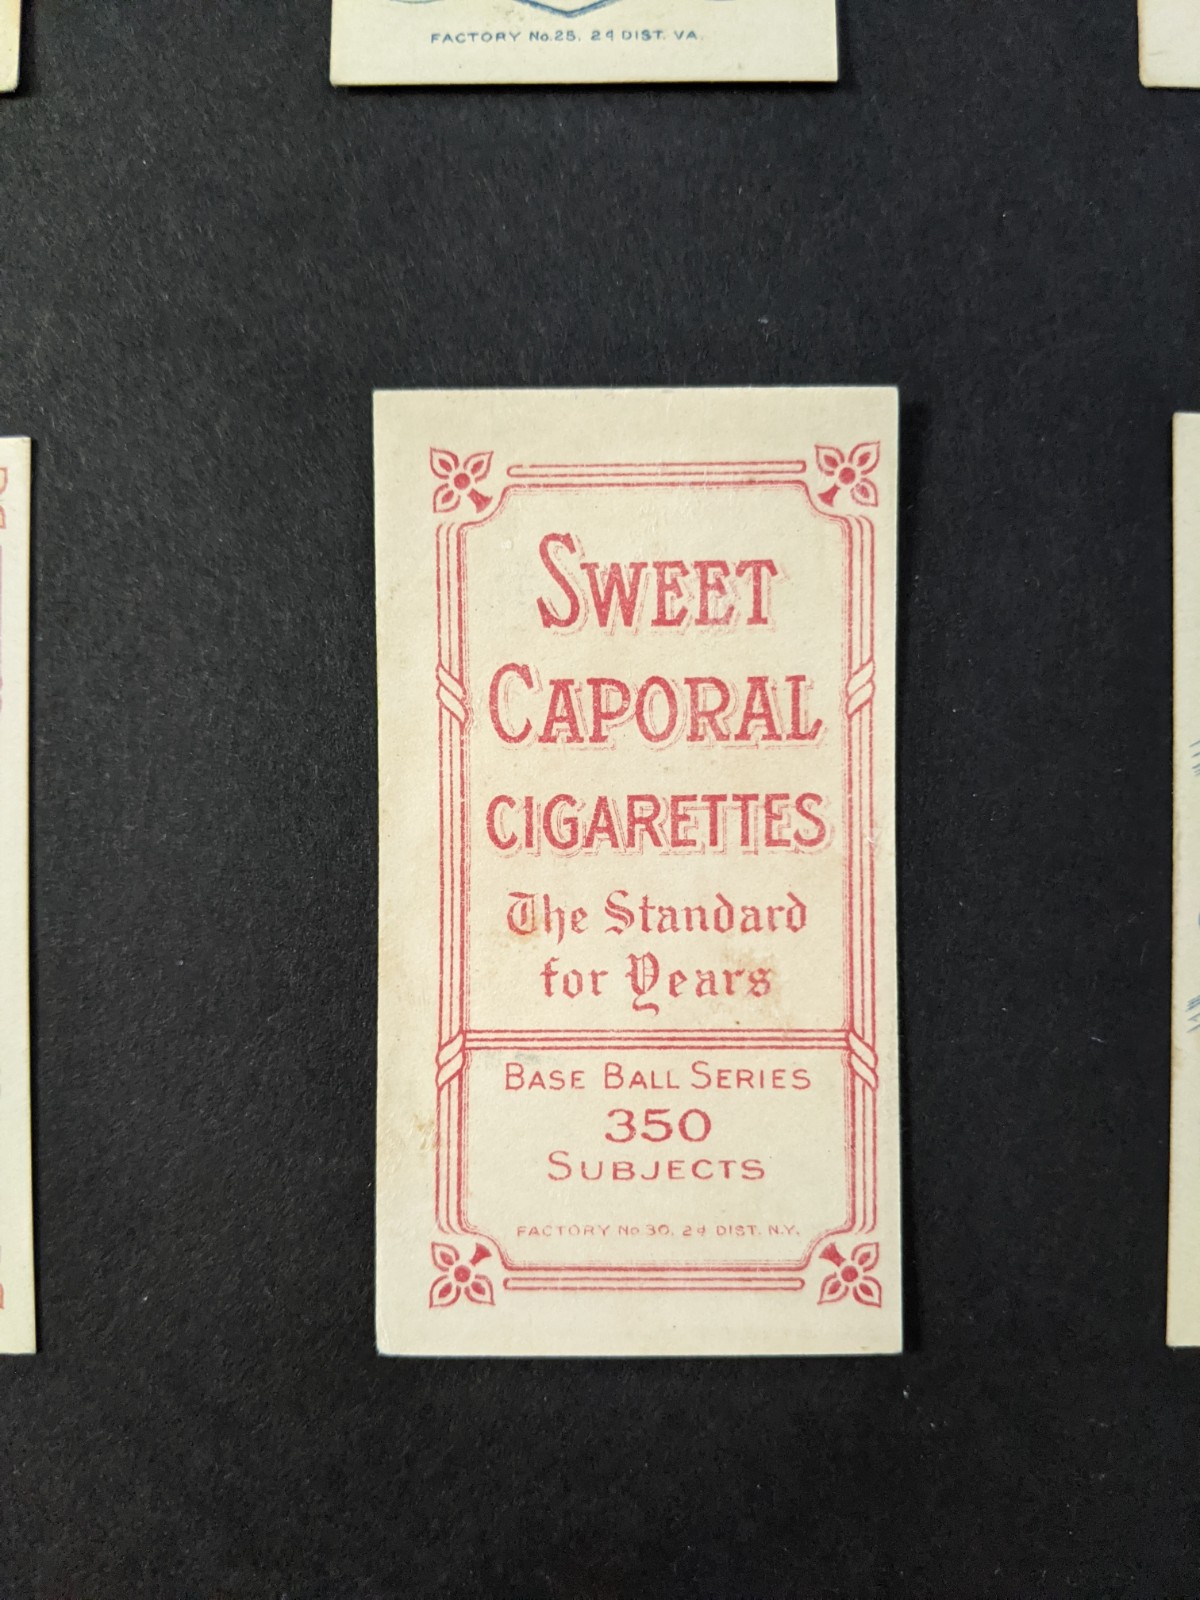 FACTORY No. 25. 2d DIST. VA.
SWEET
CAPORAL
CIGARETTES
The Standard
for Years
BASE BALL SERIES
350
SUBJECTS
FACTORY No 30. 2d DIST. N.Y.